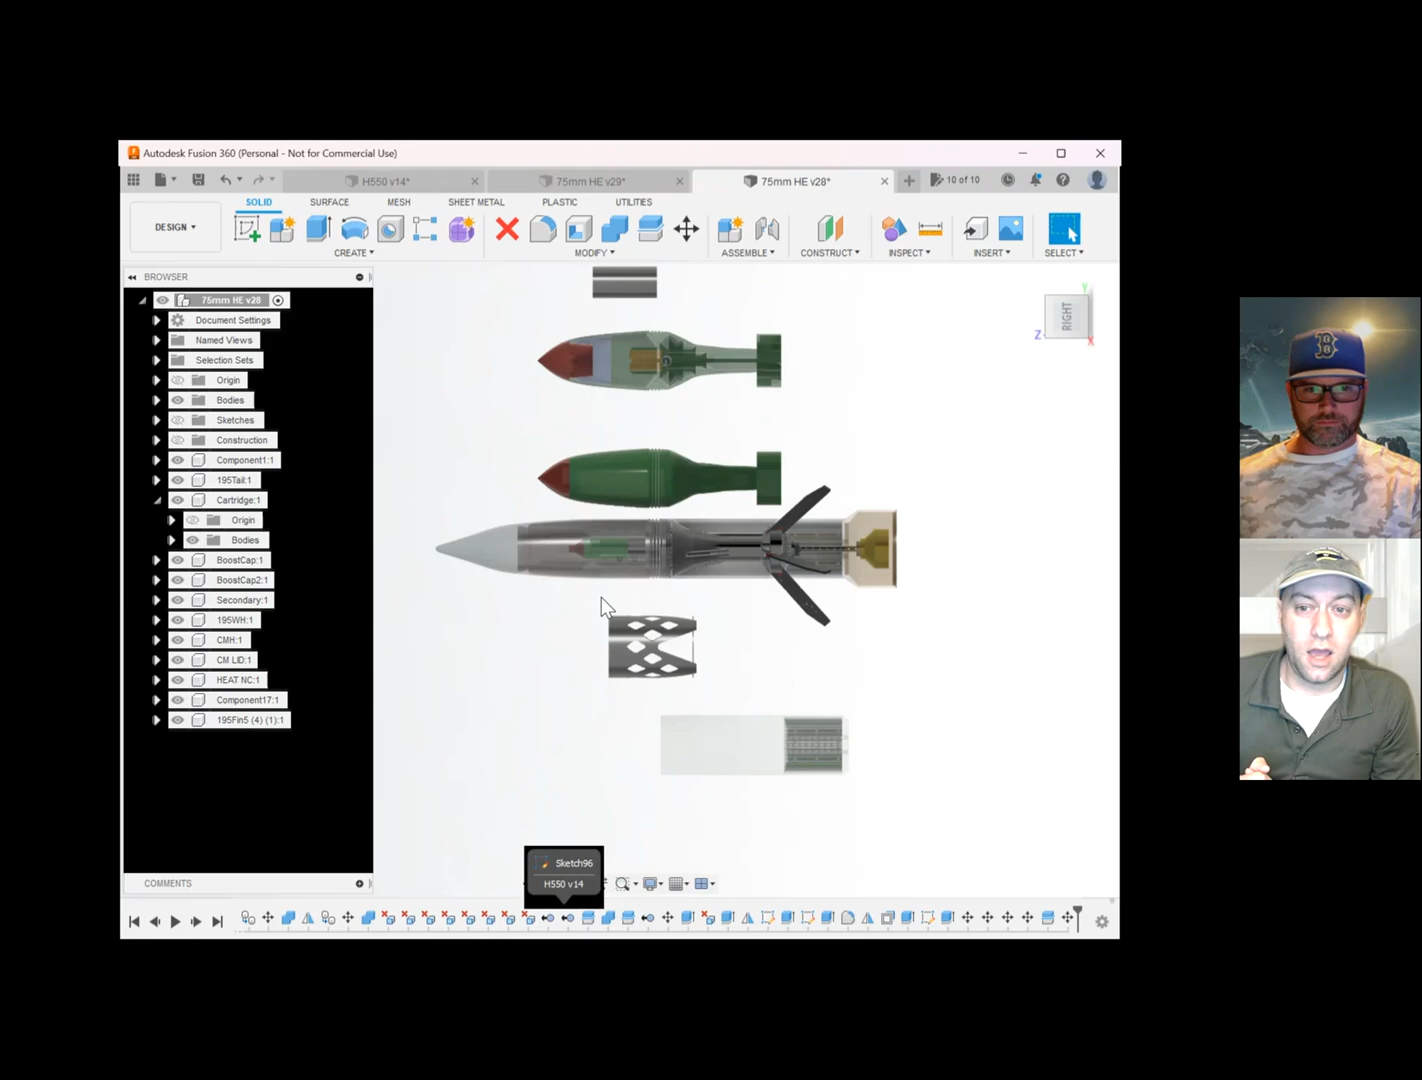 Autodesk Fusion 360 (Personal - Not for Commercial Use)
H550 v14*
75mm HE v29*
75mm HE v28*
10 of 10
SOLID
SURFACE
MESH
SHEET METAL
PLASTIC
UTILITIES
DESIGN
CREATE
MODIFY
ASSEMBLE
CONSTRUCT
INSPECT
INSERT
SELECT
BROWSER
75mm HE v28
Document Settings
Named Views
Selection Sets
Origin
Bodies
Sketches
Construction
Component1:1
195Tail:1
Cartridge:1
Origin
Bodies
BoostCap:1
BoostCap2:1
Secondary:1
195WH:1
CMH:1
CM LID:1
HEAT NC:1
Component17:1
195Fin5 (4) (1):1
Y
RIGHT
Z
X
B
Sketch96
H550 v14
COMMENTS